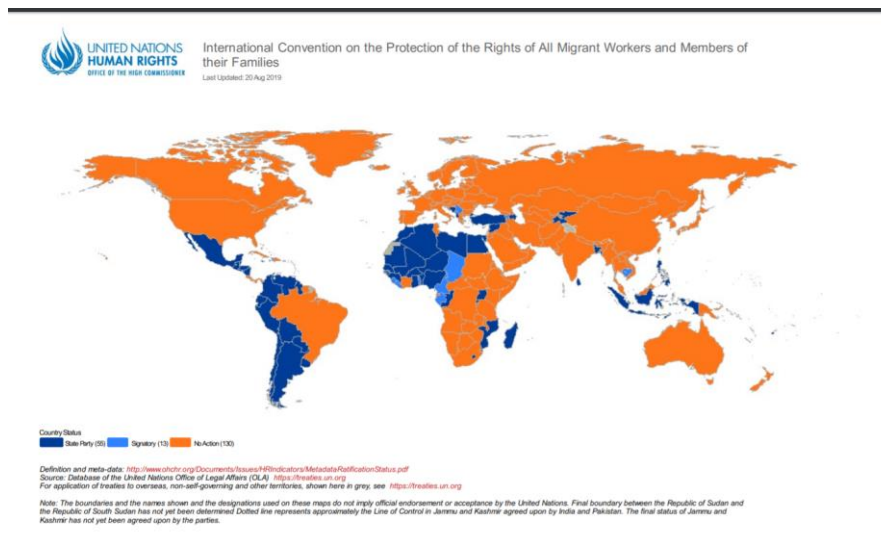 UNITED NATIONS
HUMAN RIGHTS
OFFICE OF THE HIGH COMMISSIONER
International Convention on the Protection of the Rights of All Migrant Workers and Members of
their Families
Last Updated: 20 Aug 2019
Country Status
State Party (55) Signatory (13) No Action (130)
Definition and meta-data: http://www.ohchr.org/Documents/Issues/HRIndicators/MetadataRatificationStatus.pdf
Source: Database of the United Nations Office of Legal Affairs (OLA) https://treaties.un.org
For application of treaties to overseas, non-self-governing and other territories, shown here in grey, see https://treaties.un.org
Note: The boundaries and the names shown and the designations used on these maps do not imply official endorsement or acceptance by the United Nations. Final boundary between the Republic of Sudan and
the Republic of South Sudan has not yet been determined Dotted line represents approximately the Line of Control in Jammu and Kashmir agreed upon by India and Pakistan. The final status of Jammu and
Kashmir has not yet been agreed upon by the parties.